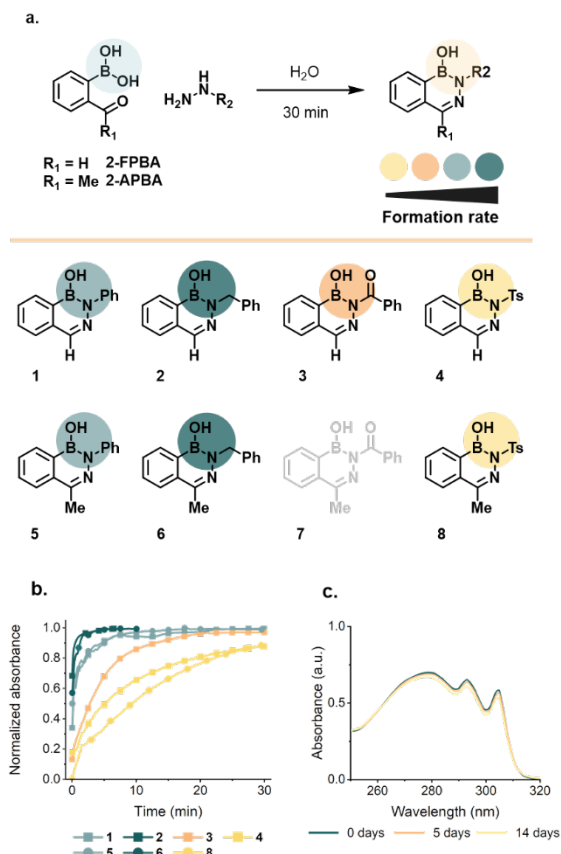 a.
OH
B
OH
O
R1
H
H2N
N
R2
H2O
30 min
OH
B
N
R2
N
R1
R1 = H 2-FPBA
R1 = Me 2-APBA
Formation rate
OH
B
N
Ph
N
H
1
OH
B
N
Ph
N
H
2
OH
O
B
N
Ph
N
H
3
OH
B
N
Ts
N
H
4
OH
B
N
Ph
N
Me
5
OH
B
N
Ph
N
Me
6
OH
O
B
N
Ph
N
Me
7
OH
B
N
Ts
N
Me
8
b.
Normalized absorbance
1.0
0.8
0.6
0.4
0.2
0.0
0 10 20 30
Time (min)
1 2 3 4
5 6 8
c.
Absorbance (a.u.)
1.0
0.5
0.0
260 280 300 320
Wavelength (nm)
0 days 5 days 14 days